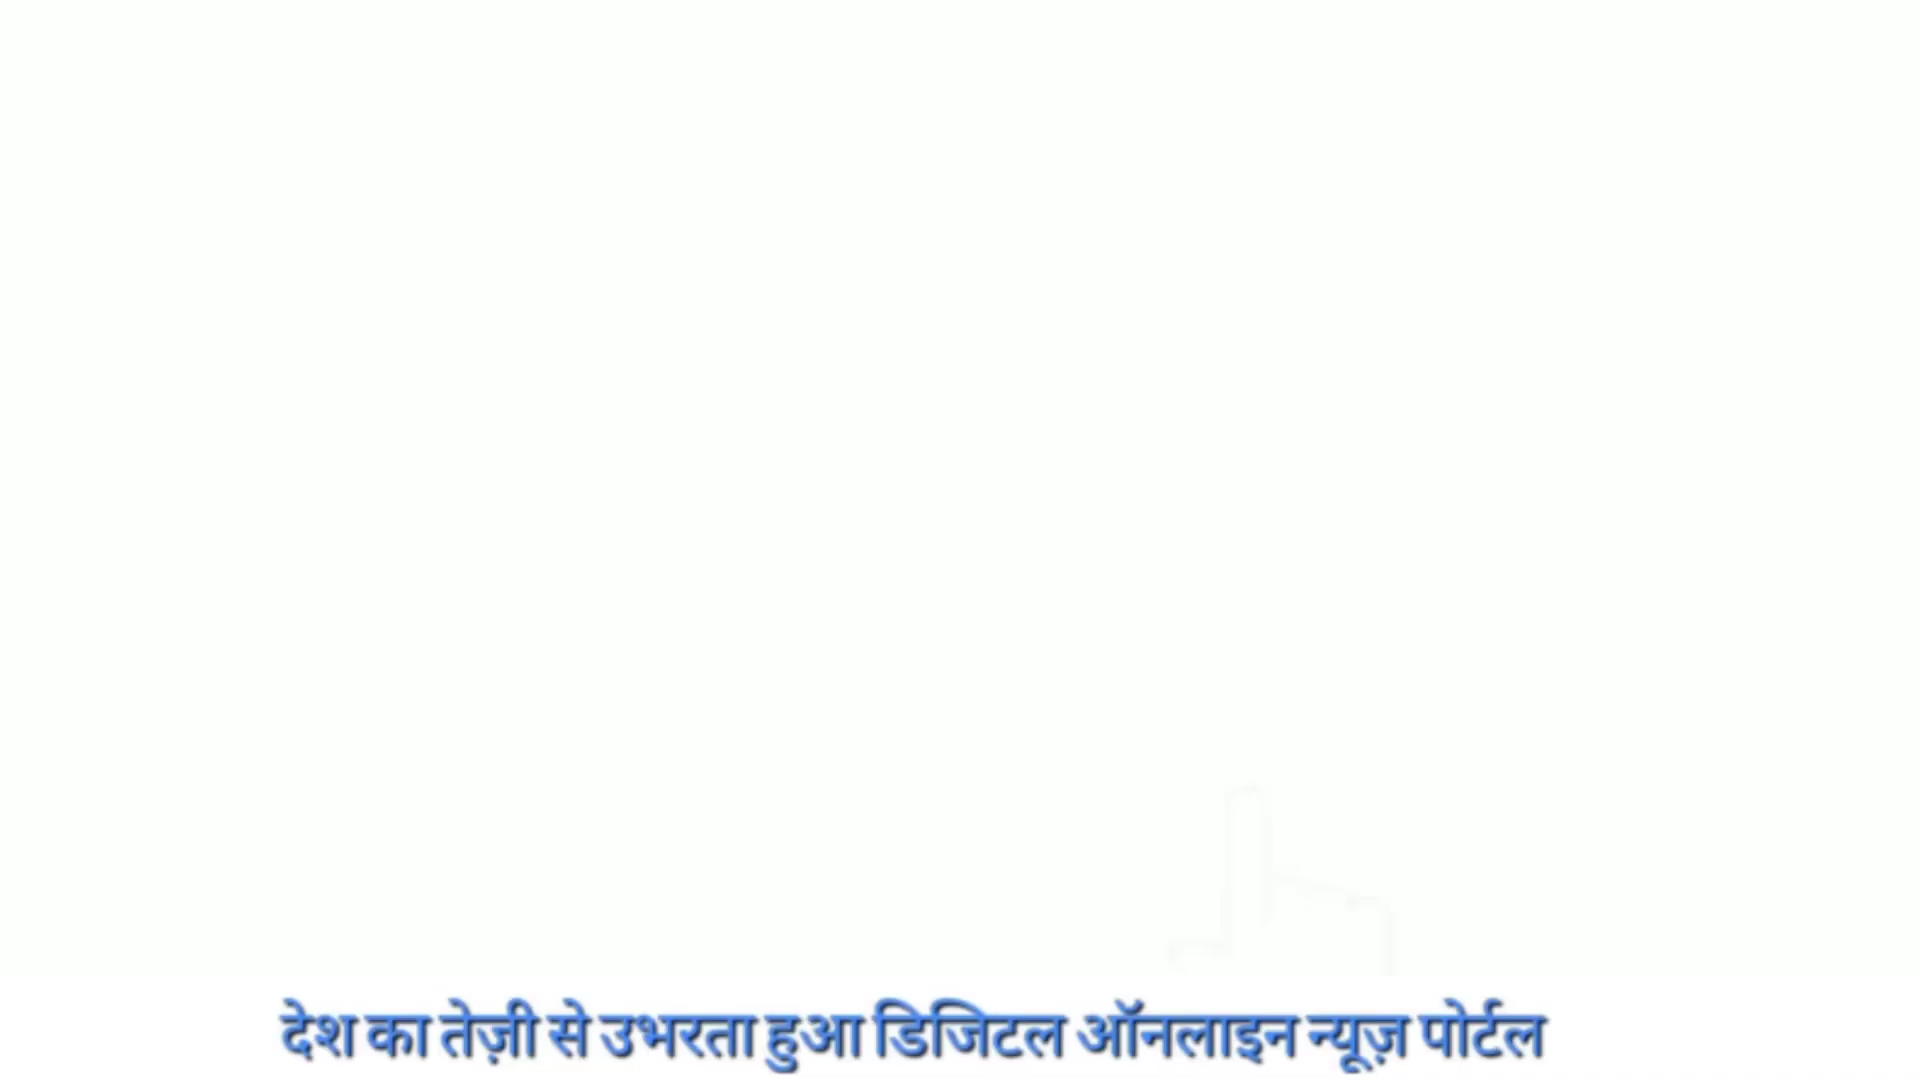 देश का तेज़ी से उभरता हुआ डिजिटल ऑनलाइन न्यूज़ पोर्टल